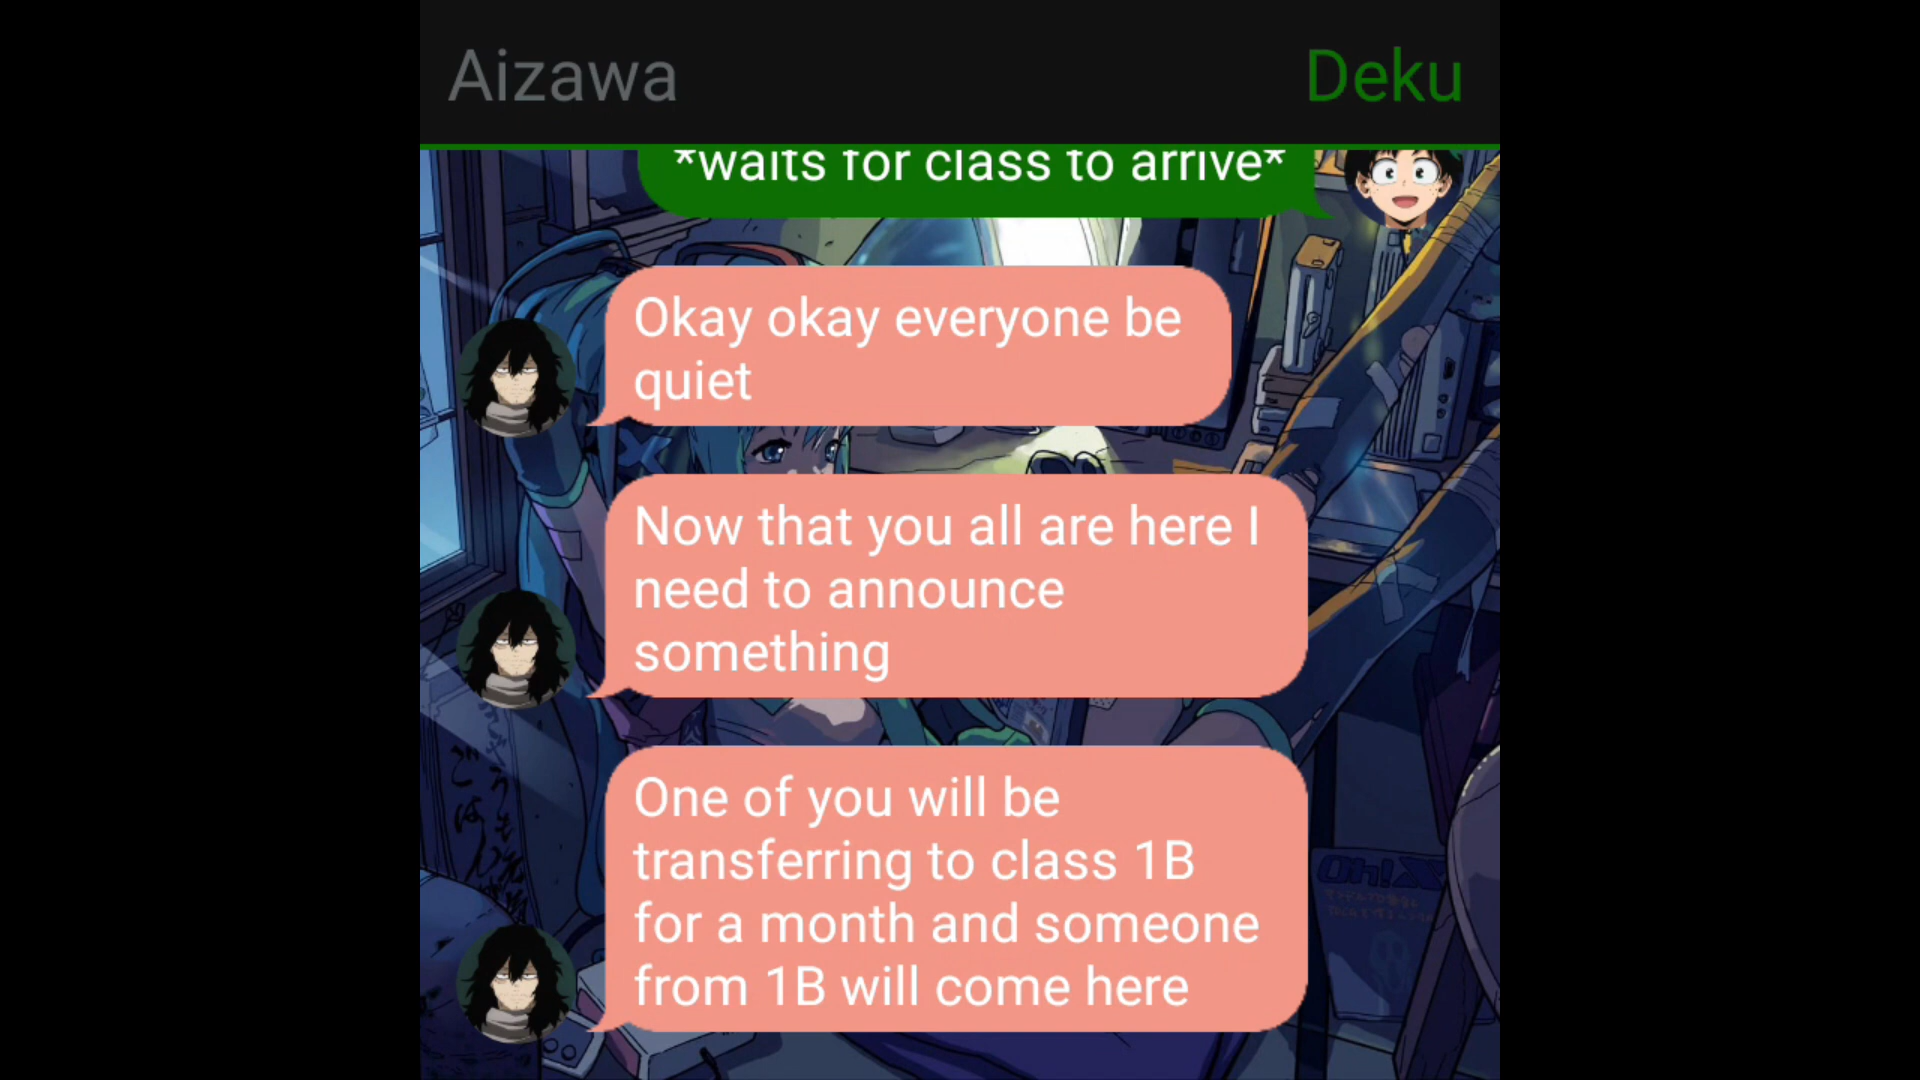 Aizawa
Deku
*waits for class to arrive*
Okay okay everyone be
quiet
Now that you all are here I
need to announce
something
One of you will be
transferring to class 1B
for a month and someone
from 1B will come here
Oh!X